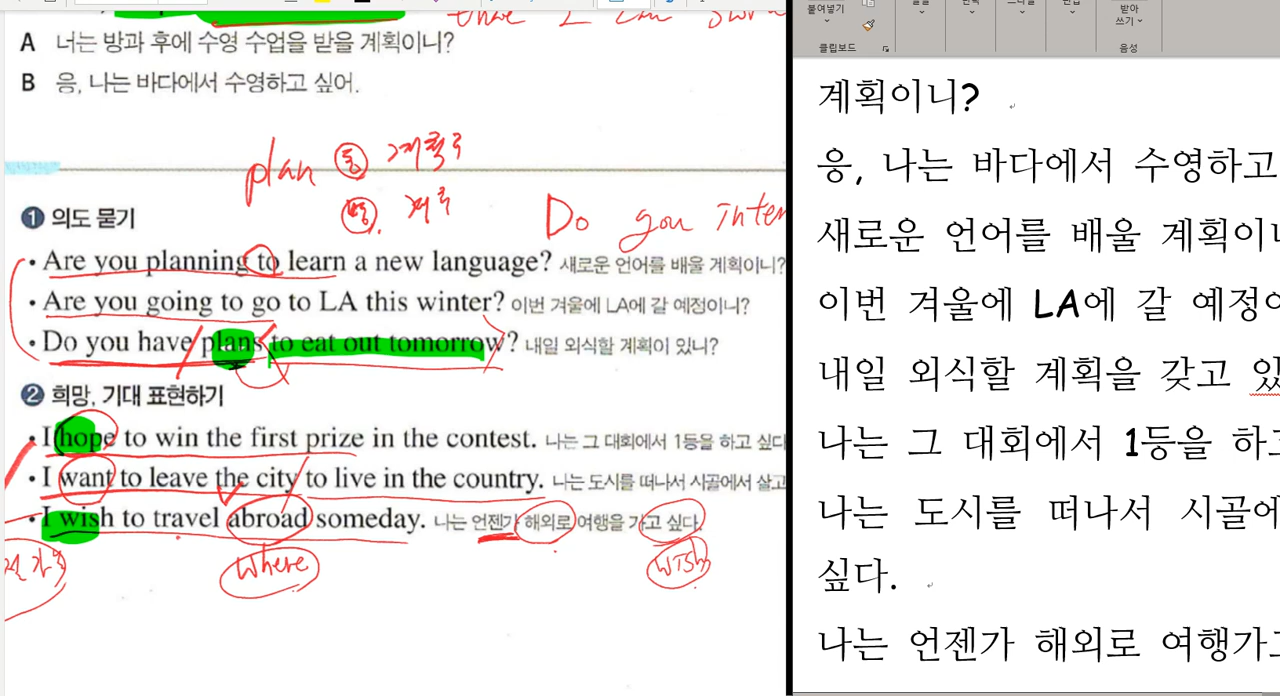 that I can swim
A 너는 방과 후에 수영 수업을 받을 계획이니?
B 응, 나는 바다에서 수영하고 싶어.
plan 동 계획
명 계획
① 의도 묻기
Do you inten
• Are you planning to learn a new language? 새로운 언어를 배울 계획이니?
• Are you going to go to LA this winter? 이번 겨울에 LA에 갈 예정이니?
• Do you have plans to eat out tomorrow? 내일 외식할 계획이 있니?
② 희망, 기대 표현하기
• I hope to win the first prize in the contest. 나는 그 대회에서 1등을 하고 싶다
• I want to leave the city to live in the country. 나는 도시를 떠나서 시골에서 살고
• I wish to travel abroad someday. 나는 언젠가 해외로 여행을 가고 싶다.
where
wish
붙여넣기
클립보드
받아
쓰기
음성
계획이니?
응, 나는 바다에서 수영하고
새로운 언어를 배울 계획이니
이번 겨울에 LA에 갈 예정이
내일 외식할 계획을 갖고 있
나는 그 대회에서 1등을 하고
나는 도시를 떠나서 시골에
싶다.
나는 언젠가 해외로 여행가고